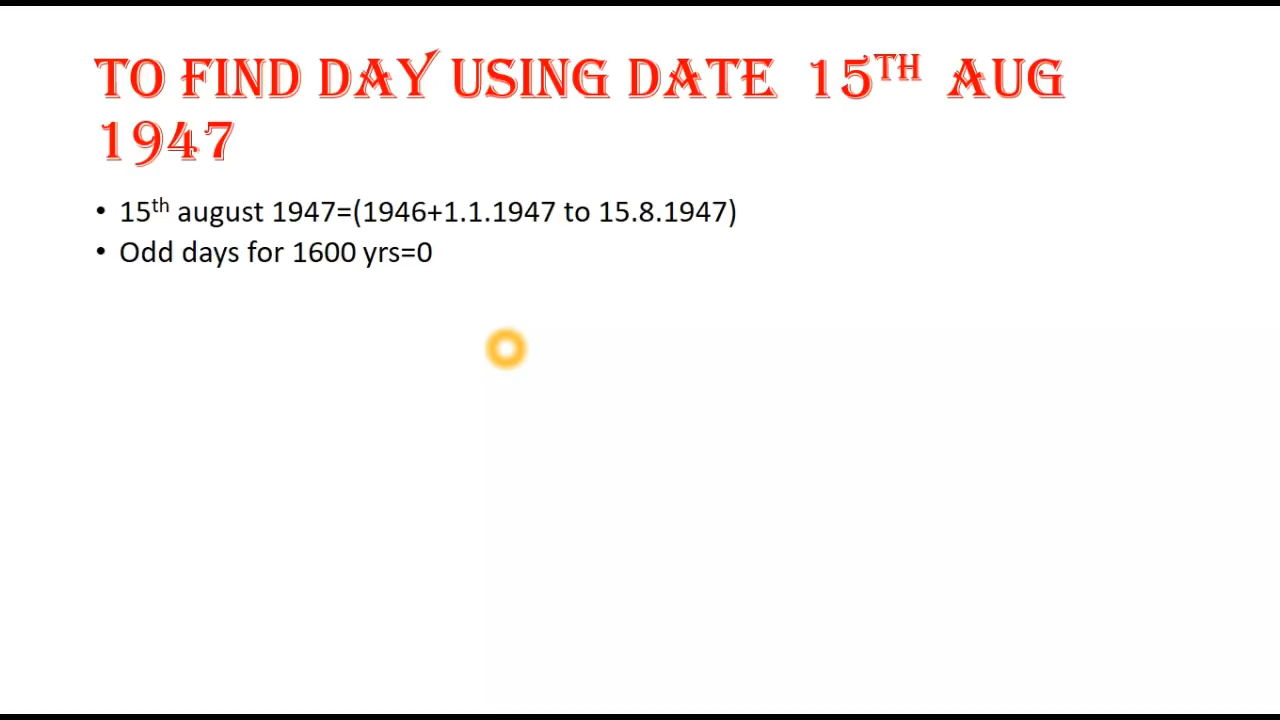 TO FIND DAY USING DATE 15TH AUG
1947
• 15th august 1947=(1946+1.1.1947 to 15.8.1947)
• Odd days for 1600 yrs=0